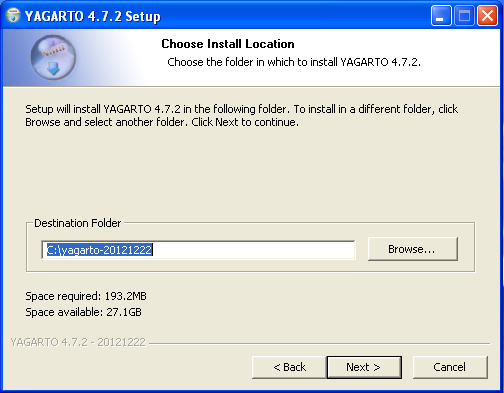 YAGARTO 4.7.2 Setup
Choose Install Location
Choose the folder in which to install YAGARTO 4.7.2.
Setup will install YAGARTO 4.7.2 in the following folder. To install in a different folder, click
Browse and select another folder. Click Next to continue.
Destination Folder
C:\yagarto-20121222
Browse...
Space required: 193.2MB
Space available: 27.1GB
YAGARTO 4.7.2 - 20121222
< Back
Next >
Cancel